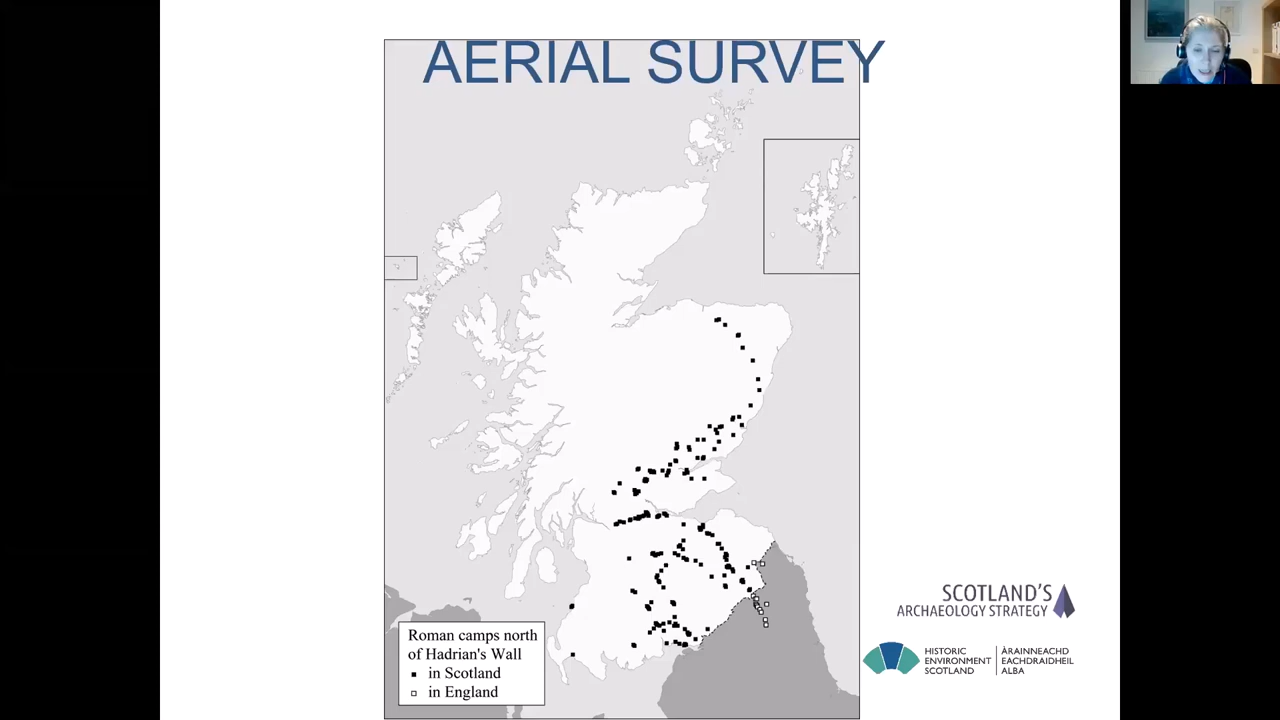 AERIAL SURVEY
Roman camps north
of Hadrian's Wall
in Scotland
in England
SCOTLAND'S
ARCHAEOLOGY STRATEGY
HISTORIC
ENVIRONMENT
SCOTLAND
ÀRAINNEACHD
EACHDRAIDHEIL
ALBA